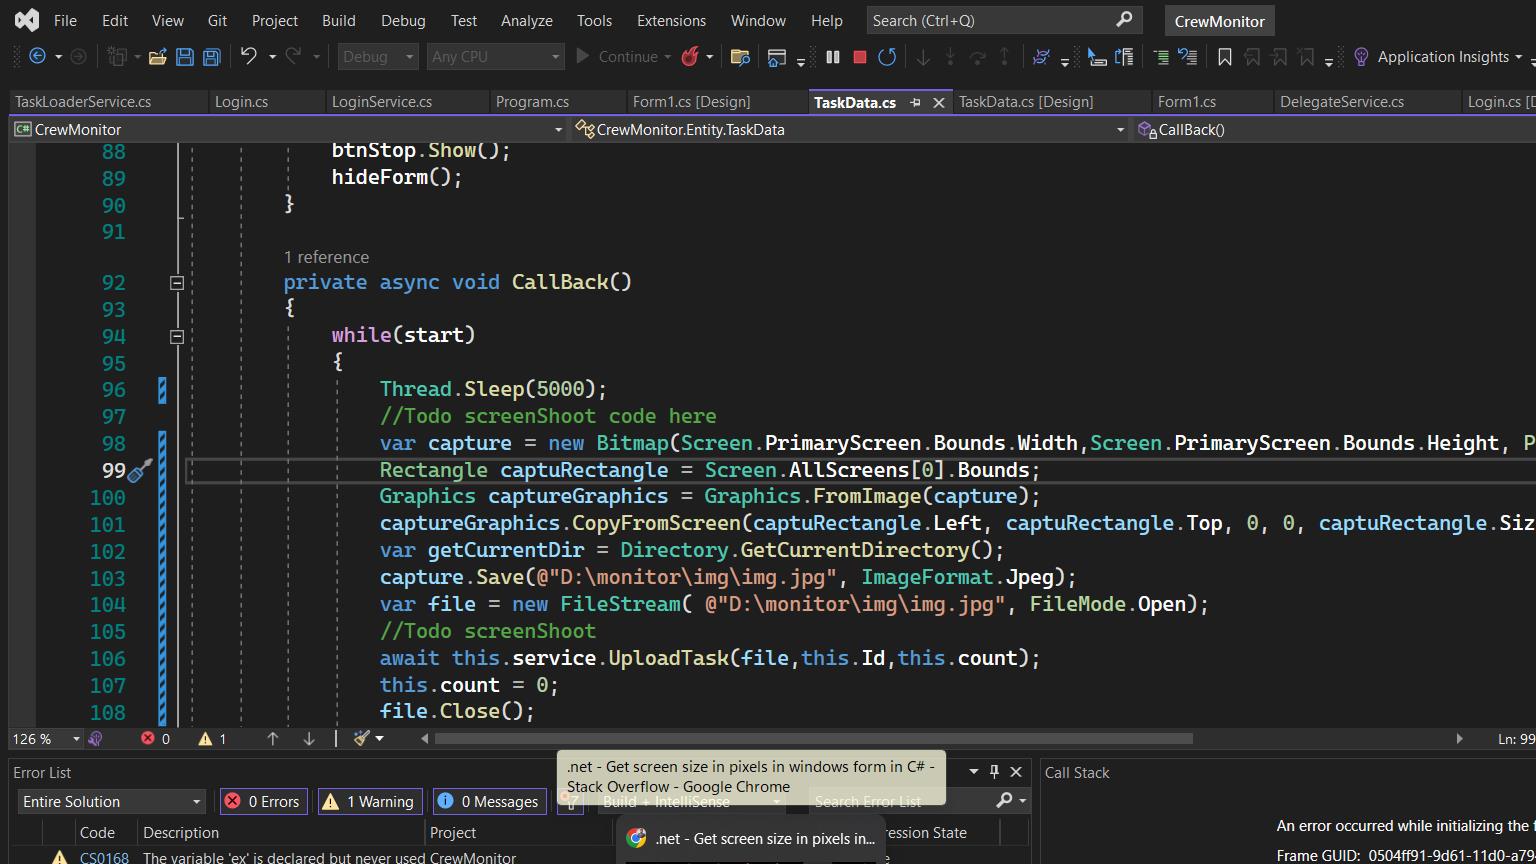 File Edit View Git Project Build Debug Test Analyze Tools Extensions Window Help Search (Ctrl+Q) CrewMonitor
Debug Any CPU Continue Application Insights
TaskLoaderService.cs Login.cs LoginService.cs Program.cs Form1.cs [Design] TaskData.cs TaskData.cs [Design] Form1.cs DelegateService.cs Login.cs [D
C# CrewMonitor CrewMonitor.Entity.TaskData CallBack()
88 btnStop.Show();
89 hideForm();
90 }
91
1 reference
92 private async void CallBack()
93 {
94 while(start)
95 {
96 Thread.Sleep(5000);
97 //Todo screenShoot code here
98 var capture = new Bitmap(Screen.PrimaryScreen.Bounds.Width,Screen.PrimaryScreen.Bounds.Height, P
99 Rectangle captuRectangle = Screen.AllScreens[0].Bounds;
100 Graphics captureGraphics = Graphics.FromImage(capture);
101 captureGraphics.CopyFromScreen(captuRectangle.Left, captuRectangle.Top, 0, 0, captuRectangle.Siz
102 var getCurrentDir = Directory.GetCurrentDirectory();
103 capture.Save(@"D:\monitor\img\img.jpg", ImageFormat.Jpeg);
104 var file = new FileStream( @"D:\monitor\img\img.jpg", FileMode.Open);
105 //Todo screenShoot
106 await this.service.UploadTask(file,this.Id,this.count);
107 this.count = 0;
108 file.Close();
126 % 0 1 Ln: 99
Error List
.net - Get screen size in pixels in windows form in C# -
Stack Overflow - Google Chrome
Call Stack
Entire Solution 0 Errors 1 Warning 0 Messages Build + IntelliSense Search Error List
Code Description Project .net - Get screen size in pixels in... ression State
An error occurred while initializing the f
CS0168 The variable 'ex' is declared but never used CrewMonitor
Frame GUID: 0504ff91-9d61-11d0-a79